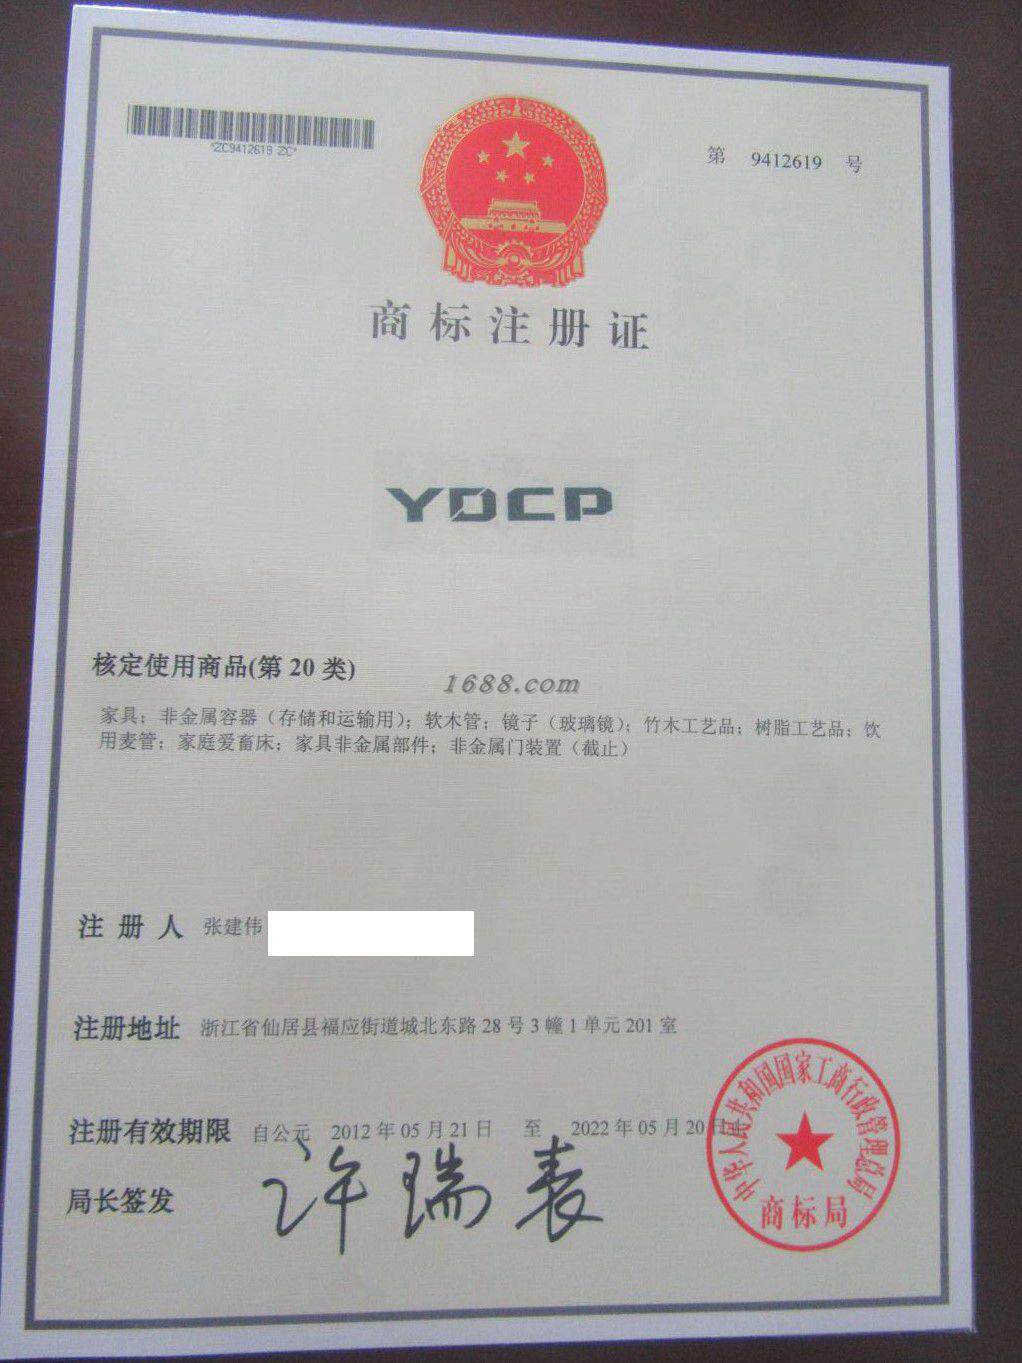 *ZC9412619 ZC*
第 9412619 号
商标注册证
YDCP
核定使用商品(第 20 类)
1688.com
家具；非金属容器（存储和运输用）；软木管；镜子（玻璃镜）；竹木工艺品；树脂工艺品；饮
用麦管；家庭爱畜床；家具非金属部件；非金属门装置（截止）
注 册 人 张建伟
注册地址 浙江省仙居县福应街道城北东路 28 号 3 幢 1 单元 201 室
注册有效期限 自公元 2012 年 05 月 21 日 至 2022 年 05 月 20 日止
局长签发 许瑞表
中华人民共和国国家工商行政管理总局
商标局